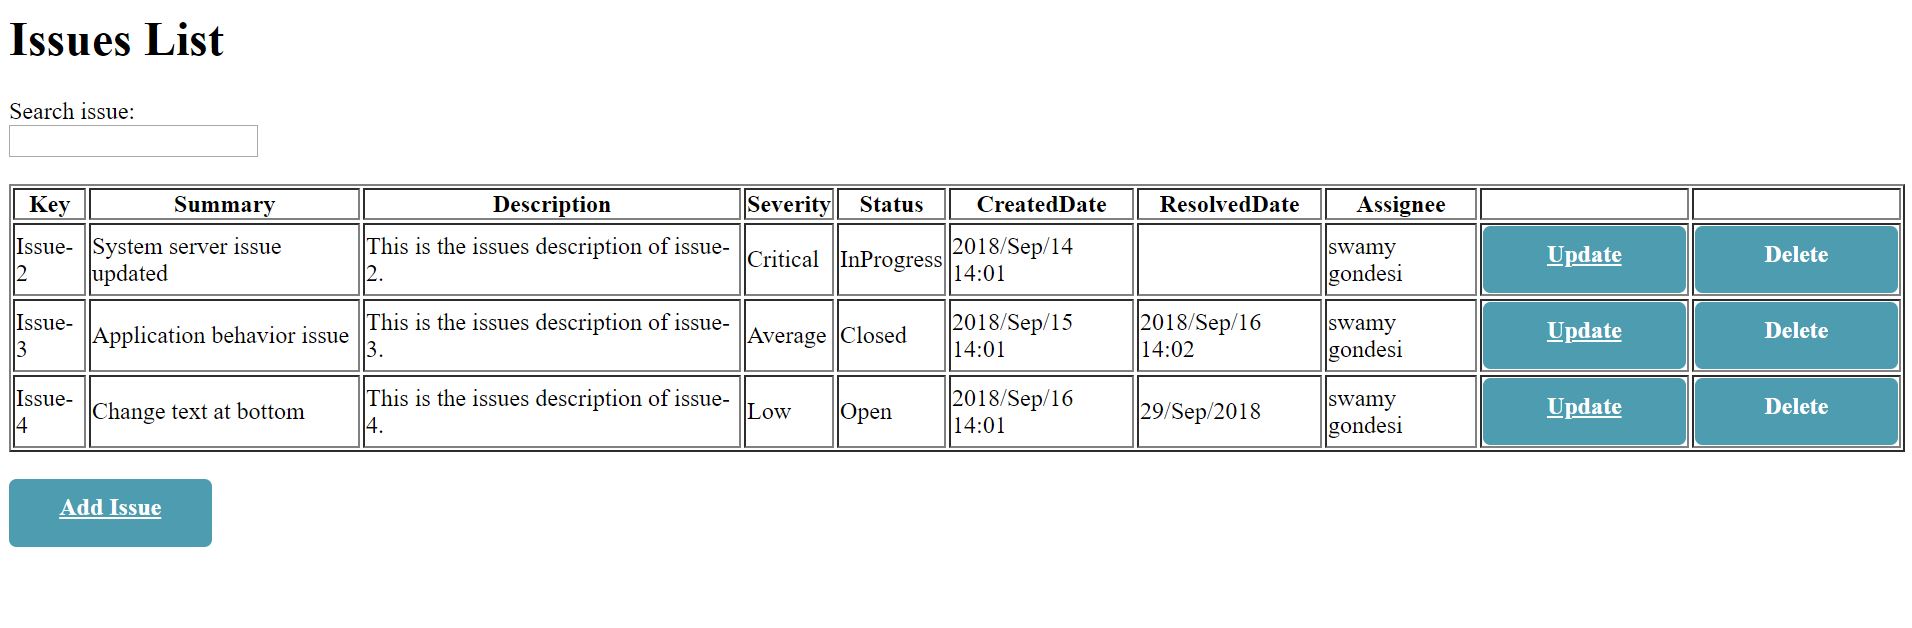 Issues List
Search issue:
Key Summary Description Severity Status CreatedDate ResolvedDate Assignee
Issue-
2
System server issue
updated
This is the issues description of issue-
2.
Critical
InProgress
2018/Sep/14
14:01
swamy
gondesi
Update
Delete
Issue-
3
Application behavior issue
This is the issues description of issue-
3.
Average
Closed
2018/Sep/15
14:01
2018/Sep/16
14:02
swamy
gondesi
Update
Delete
Issue-
4
Change text at bottom
This is the issues description of issue-
4.
Low
Open
2018/Sep/16
14:01
29/Sep/2018
swamy
gondesi
Update
Delete
Add Issue